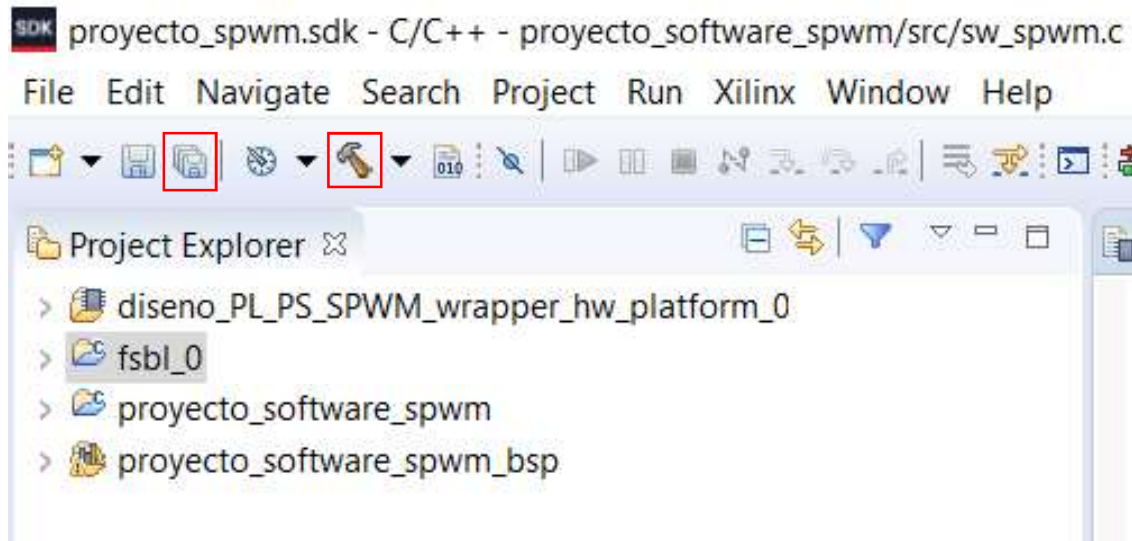 SDK proyecto_spwm.sdk - C/C++ - proyecto_software_spwm/src/sw_spwm.c
File Edit Navigate Search Project Run Xilinx Window Help
010
Project Explorer
diseno_PL_PS_SPWM_wrapper_hw_platform_0
fsbl_0
proyecto_software_spwm
proyecto_software_spwm_bsp